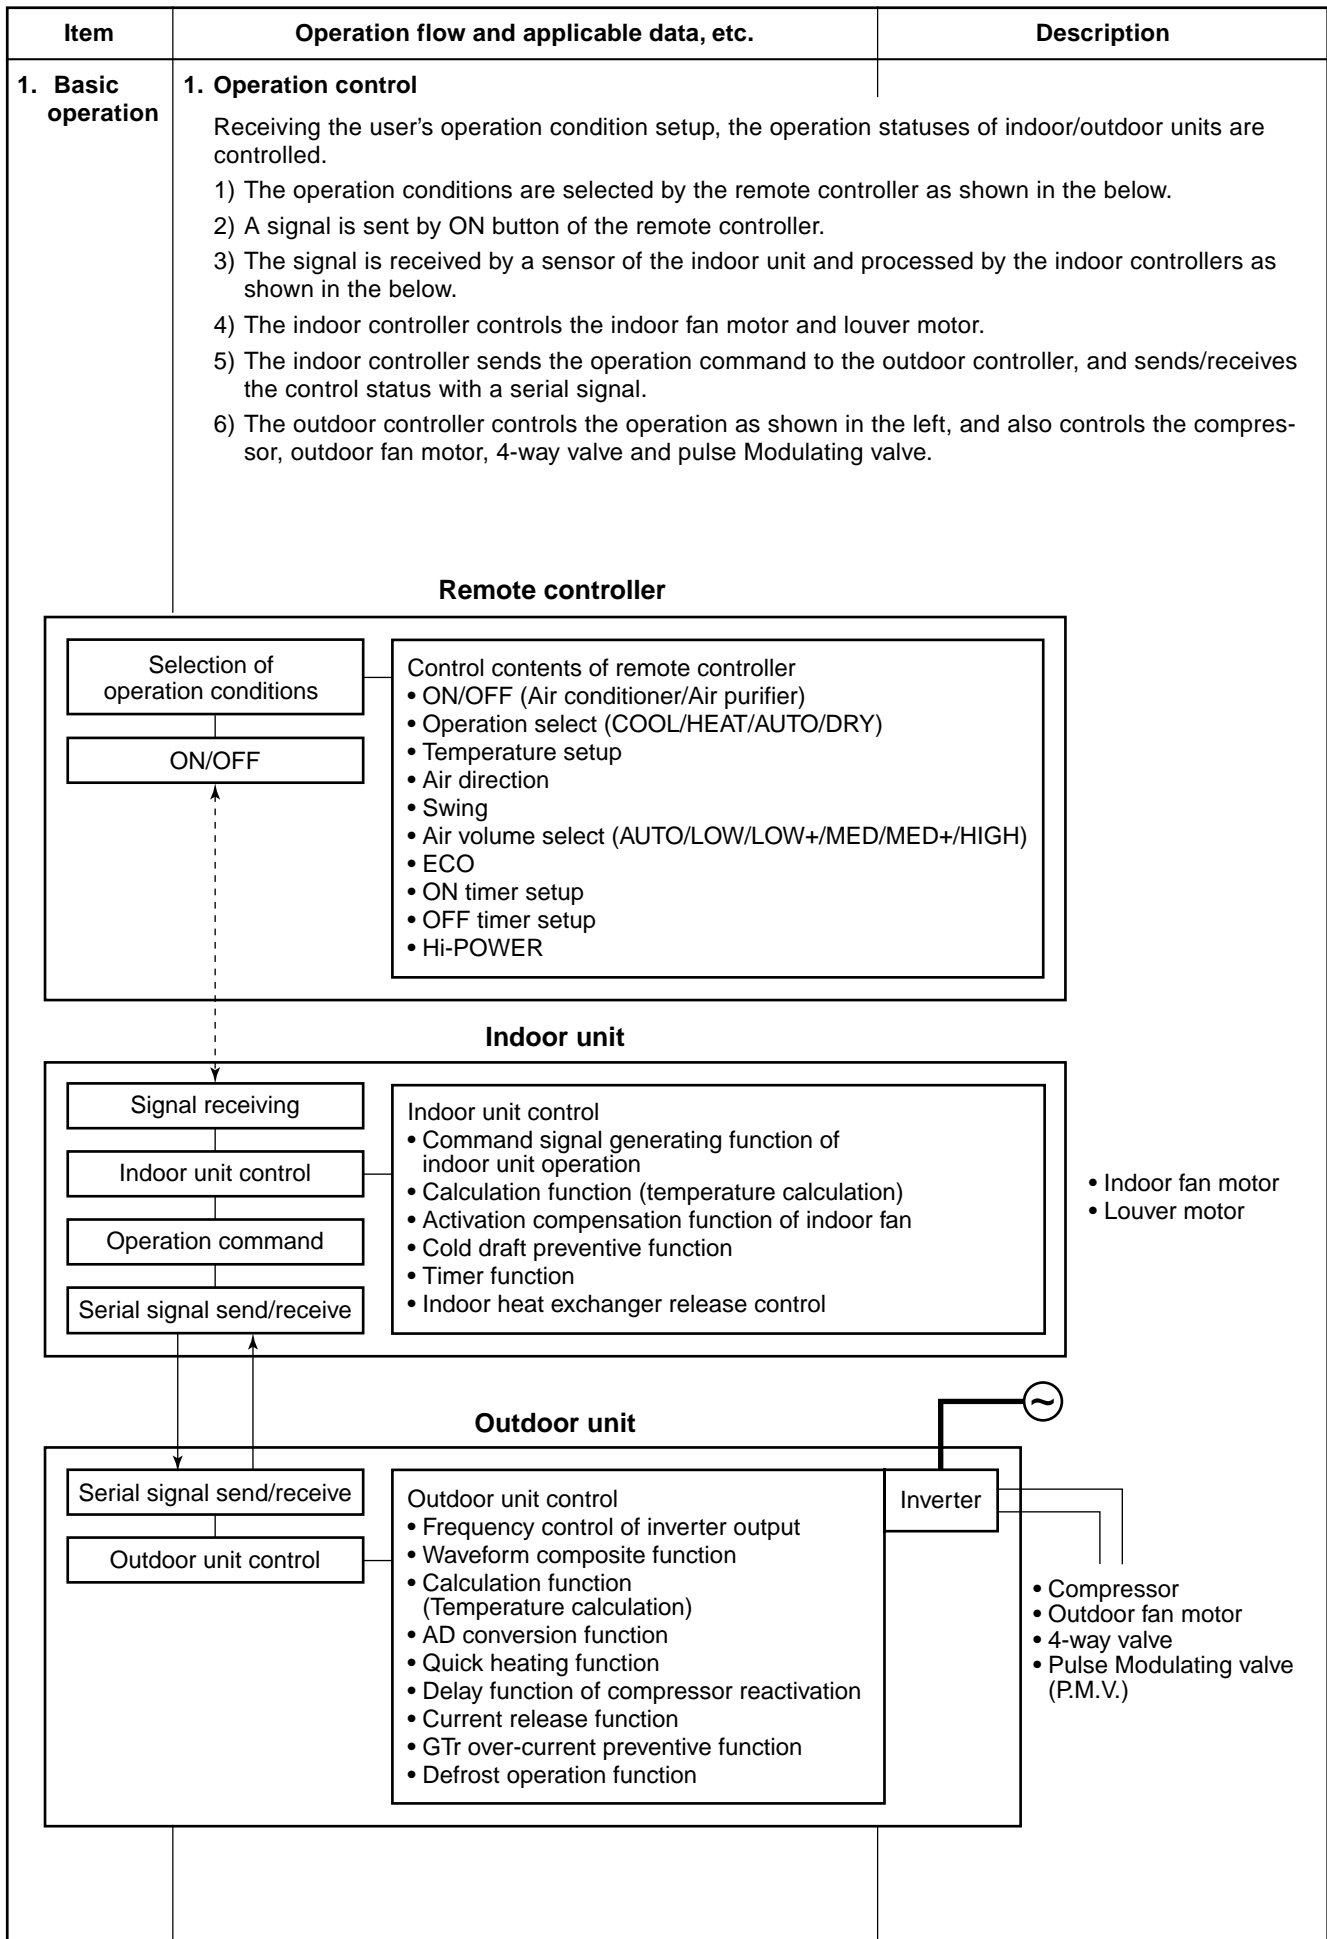 Item
Operation flow and applicable data, etc.
Description
1. Basic
operation
1. Operation control
Receiving the user's operation condition setup, the operation statuses of indoor/outdoor units are
controlled.
1) The operation conditions are selected by the remote controller as shown in the below.
2) A signal is sent by ON button of the remote controller.
3) The signal is received by a sensor of the indoor unit and processed by the indoor controllers as
shown in the below.
4) The indoor controller controls the indoor fan motor and louver motor.
5) The indoor controller sends the operation command to the outdoor controller, and sends/receives
the control status with a serial signal.
6) The outdoor controller controls the operation as shown in the left, and also controls the compres-
sor, outdoor fan motor, 4-way valve and pulse Modulating valve.
Remote controller
Selection of
operation conditions
ON/OFF
Control contents of remote controller
• ON/OFF (Air conditioner/Air purifier)
• Operation select (COOL/HEAT/AUTO/DRY)
• Temperature setup
• Air direction
• Swing
• Air volume select (AUTO/LOW/LOW+/MED/MED+/HIGH)
• ECO
• ON timer setup
• OFF timer setup
• Hi-POWER
Indoor unit
Signal receiving
Indoor unit control
Operation command
Serial signal send/receive
Indoor unit control
• Command signal generating function of
indoor unit operation
• Calculation function (temperature calculation)
• Activation compensation function of indoor fan
• Cold draft preventive function
• Timer function
• Indoor heat exchanger release control
• Indoor fan motor
• Louver motor
~
Outdoor unit
Serial signal send/receive
Outdoor unit control
Outdoor unit control
• Frequency control of inverter output
• Waveform composite function
• Calculation function
(Temperature calculation)
• AD conversion function
• Quick heating function
• Delay function of compressor reactivation
• Current release function
• GTr over-current preventive function
• Defrost operation function
Inverter
• Compressor
• Outdoor fan motor
• 4-way valve
• Pulse Modulating valve
(P.M.V.)